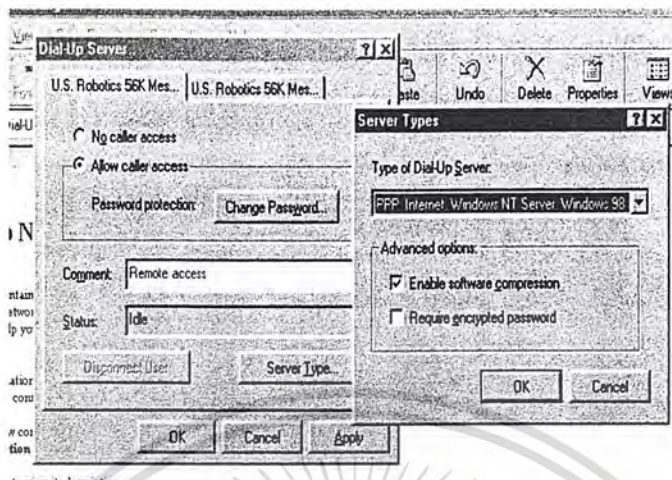 Dial-Up Server
U.S. Robotics 56K Mes...
U.S. Robotics 56K Mes...
No caller access
Allow caller access
Password protection:
Change Password...
Comment:
Remote access
Status:
Idle
Disconnect User
Server Type...
OK
Cancel
Apply
Undo
Delete
Properties
Views
Server Types
Type of Dial-Up Server:
PPP: Internet, Windows NT Server, Windows 98
Advanced options:
Enable software compression
Require encrypted password
OK
Cancel